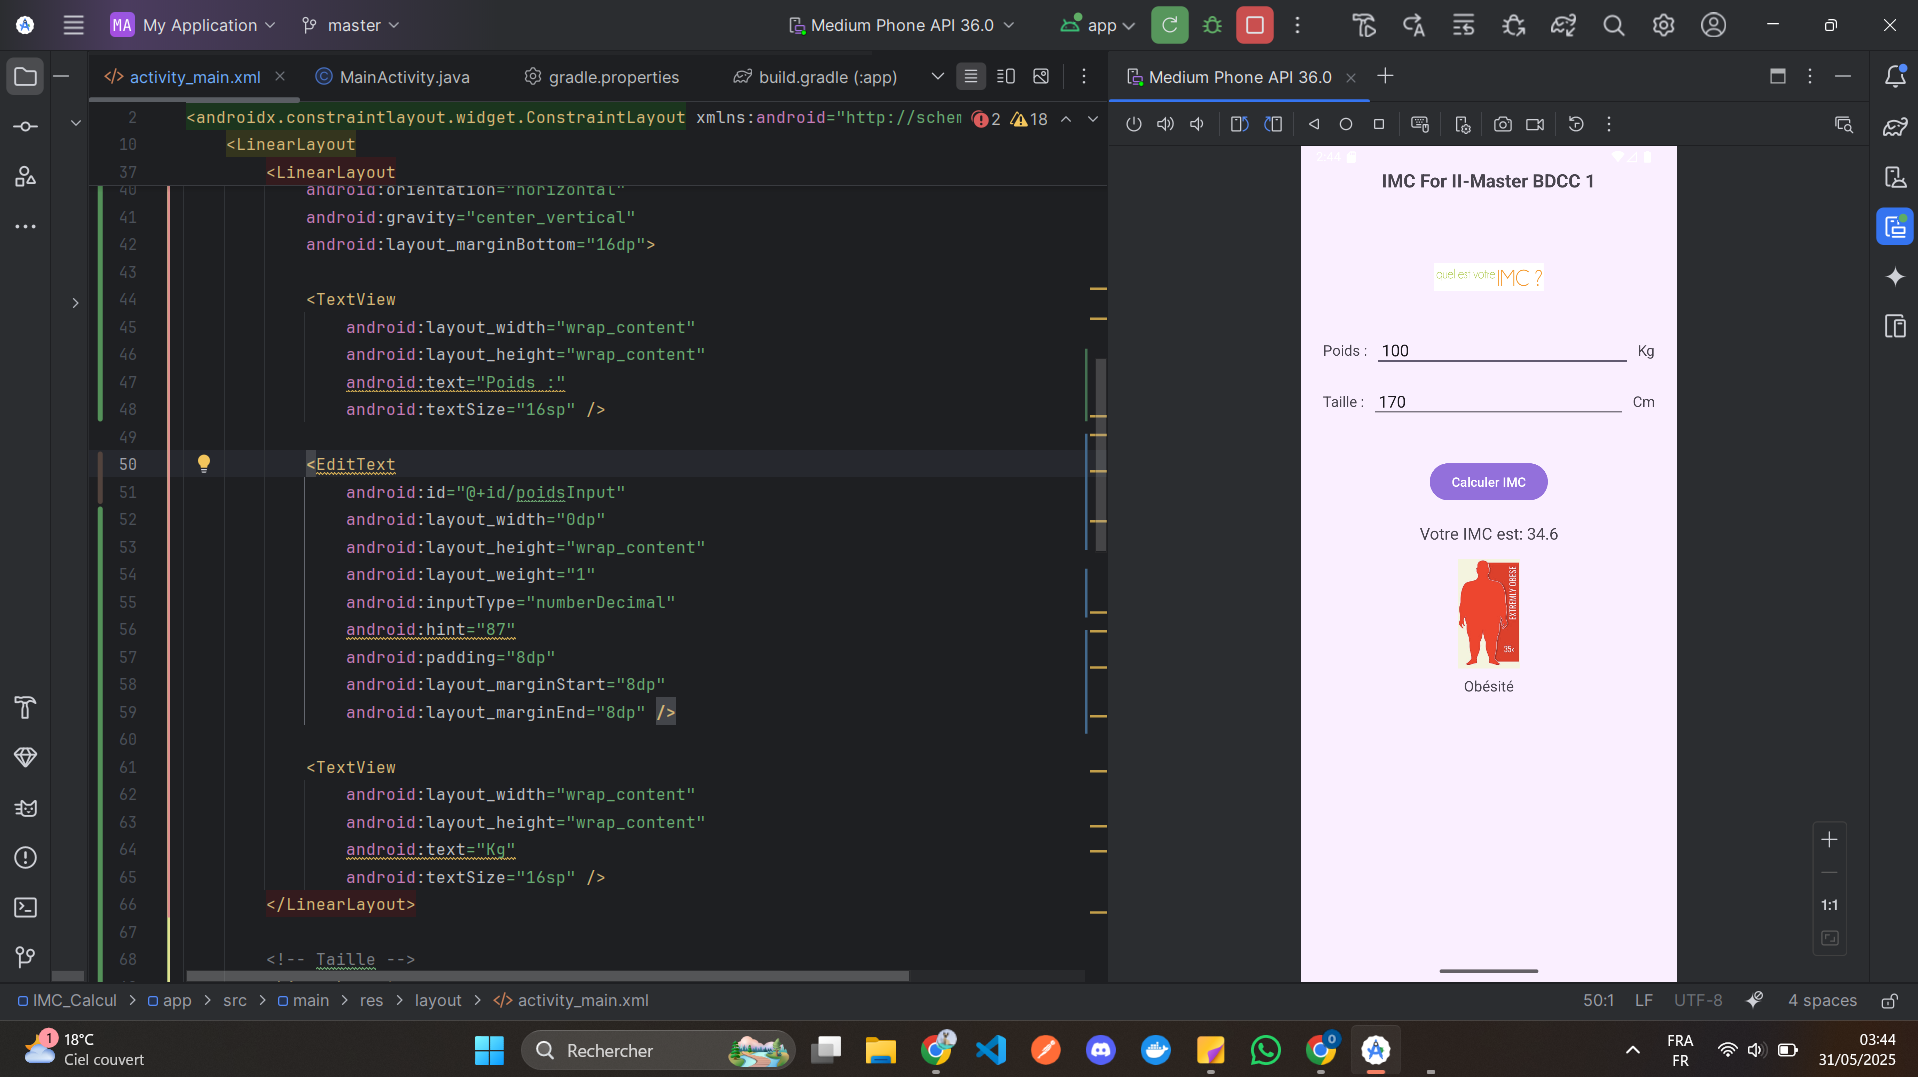 MA My Application
master
Medium Phone API 36.0
app
activity_main.xml
MainActivity.java
gradle.properties
build.gradle (:app)
Medium Phone API 36.0
2 <androidx.constraintlayout.widget.ConstraintLayout xmlns:android="http://schem
2 18
10 <LinearLayout
37 <LinearLayout
40 android:orientation="horizontal"
41 android:gravity="center_vertical"
42 android:layout_marginBottom="16dp">
43
44 <TextView
45 android:layout_width="wrap_content"
46 android:layout_height="wrap_content"
47 android:text="Poids :"
48 android:textSize="16sp" />
49
50 <EditText
51 android:id="@+id/poidsInput"
52 android:layout_width="0dp"
53 android:layout_height="wrap_content"
54 android:layout_weight="1"
55 android:inputType="numberDecimal"
56 android:hint="87"
57 android:padding="8dp"
58 android:layout_marginStart="8dp"
59 android:layout_marginEnd="8dp" />
60
61 <TextView
62 android:layout_width="wrap_content"
63 android:layout_height="wrap_content"
64 android:text="Kg"
65 android:textSize="16sp" />
66 </LinearLayout>
67
68 <!-- Taille -->
2:44
IMC For II-Master BDCC 1
quel est votre IMC ?
Poids : 100 Kg
Taille : 170 Cm
Calculer IMC
Votre IMC est: 34.6
EXTREMLY OBESE
35<
Obésité
1:1
IMC_Calcul > app > src > main > res > layout > activity_main.xml
50:1 LF UTF-8 4 spaces
1
18°C
Ciel couvert
Rechercher
0
FRA
FR
03:44
31/05/2025